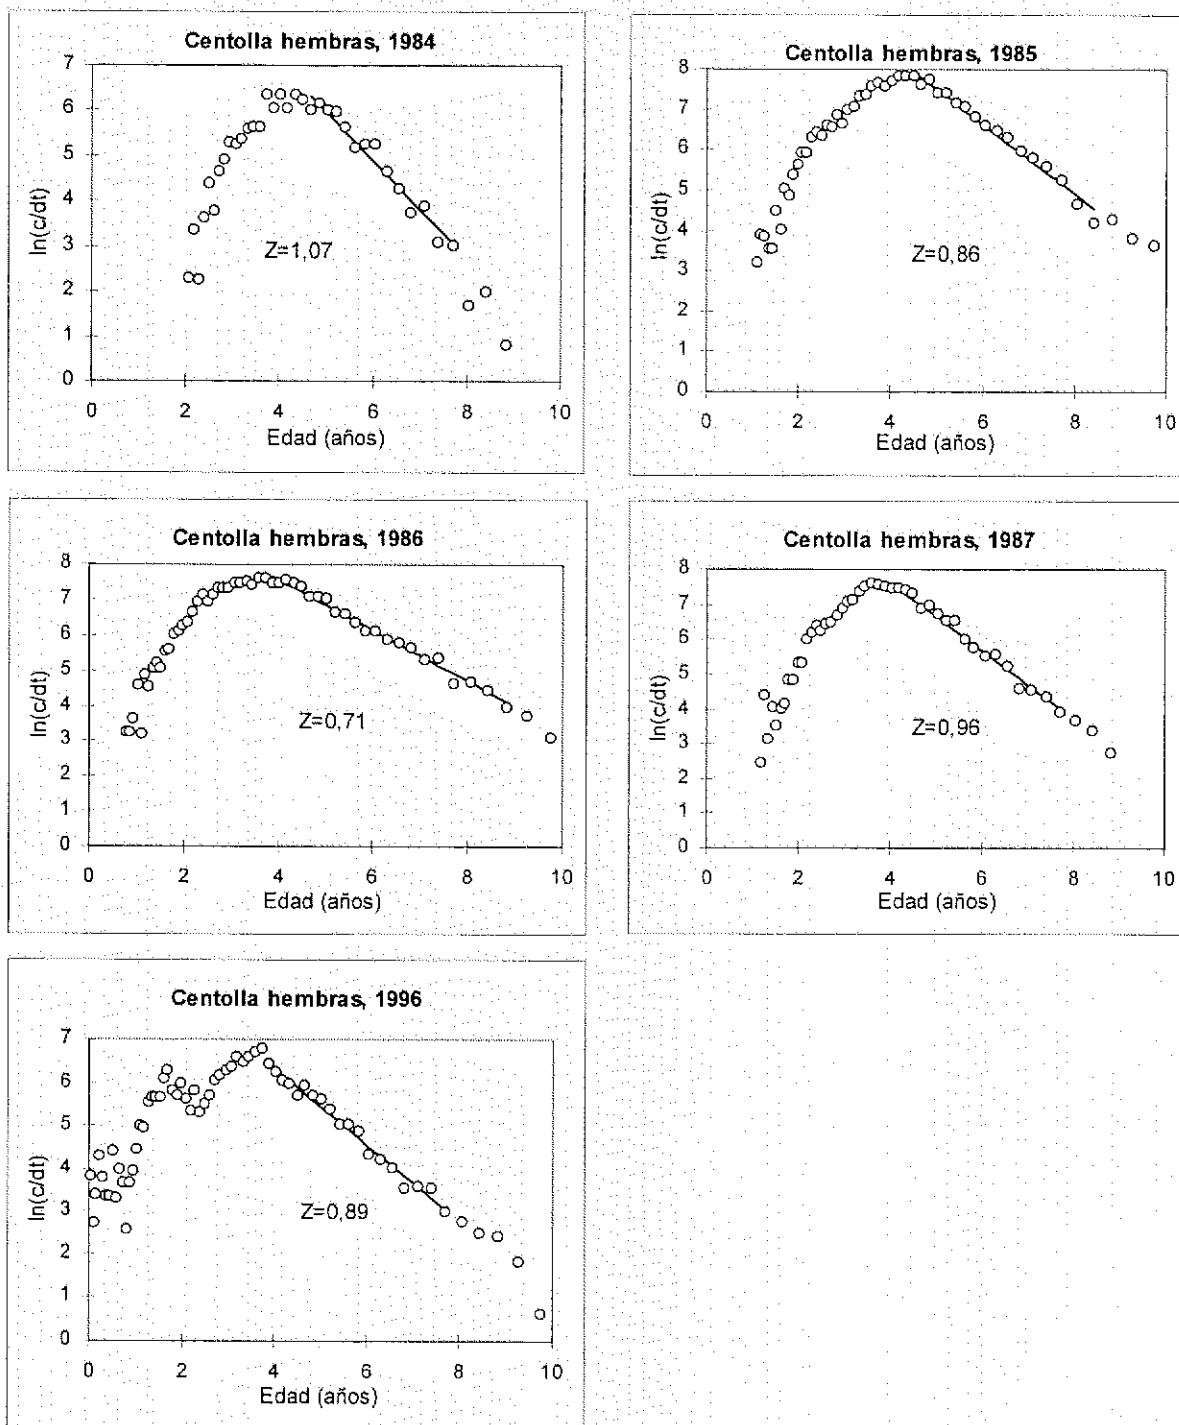 Centolla hembras, 1984
7
6
5
4
3
2
1
0
ln(c/dt)
Z=1,07
0 2 4 6 8 10
Edad (años)
Centolla hembras, 1985
8
7
6
5
4
3
2
1
0
ln(c/dt)
Z=0,86
0 2 4 6 8 10
Edad (años)
Centolla hembras, 1986
8
7
6
5
4
3
2
1
0
ln(c/dt)
Z=0,71
0 2 4 6 8 10
Edad (años)
Centolla hembras, 1987
8
7
6
5
4
3
2
1
0
ln(c/dt)
Z=0,96
0 2 4 6 8 10
Edad (años)
Centolla hembras, 1996
7
6
5
4
3
2
1
0
ln(c/dt)
Z=0,89
0 2 4 6 8 10
Edad (años)